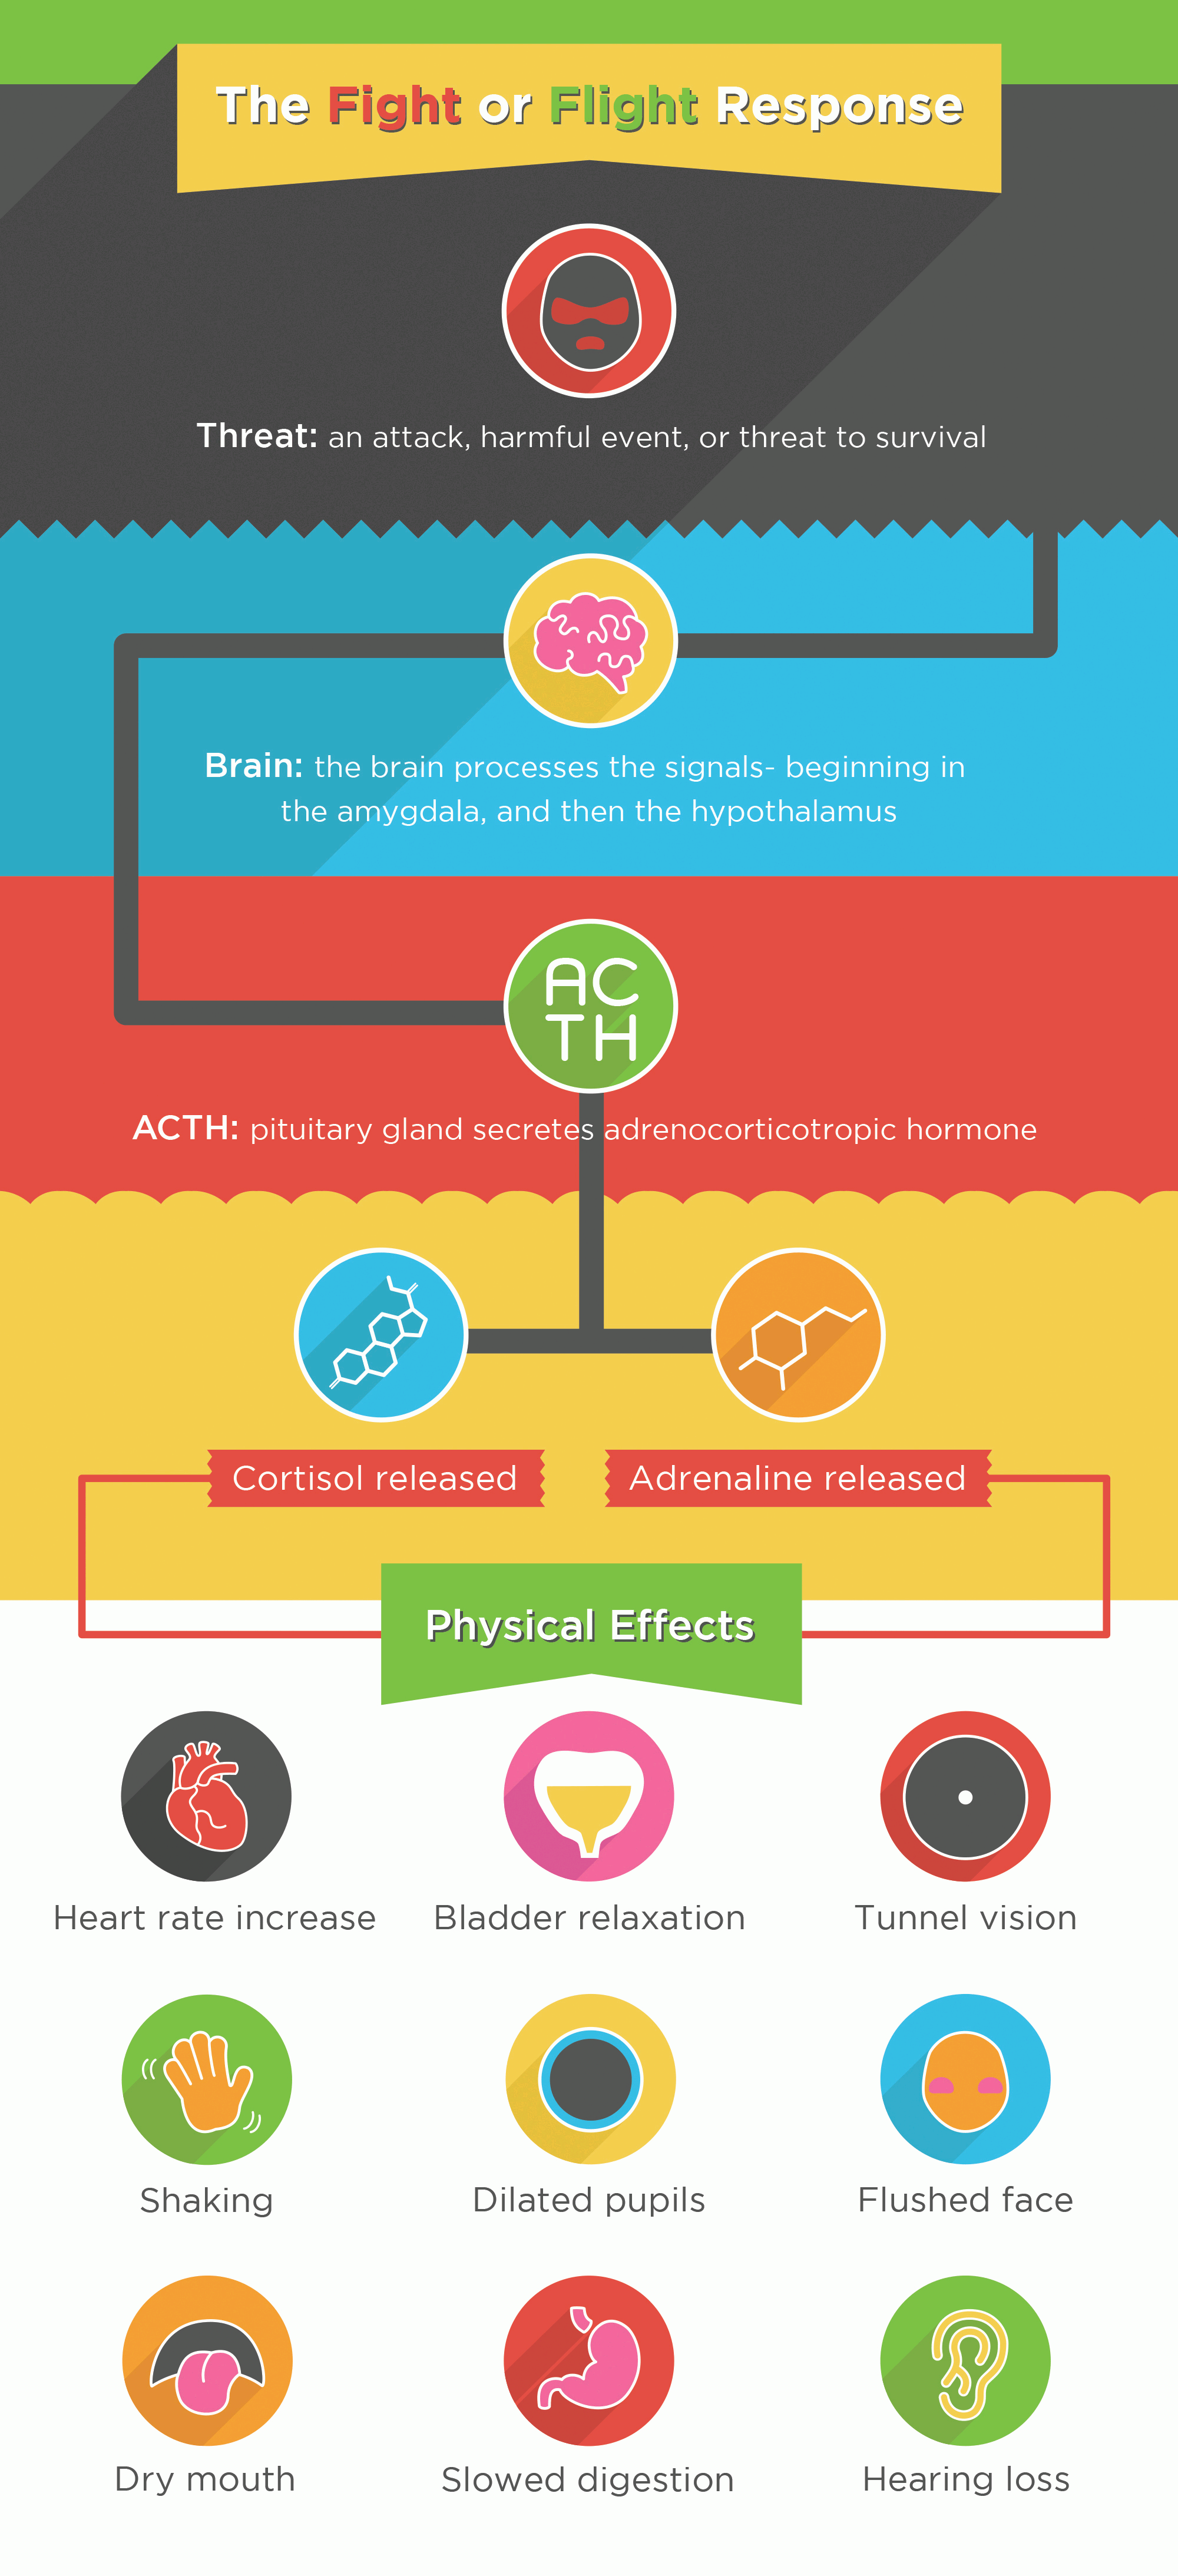 The Fight or Flight Response
Threat: an attack, harmful event, or threat to survival
Brain: the brain processes the signals- beginning in
the amygdala, and then the hypothalamus
AC
TH
ACTH: pituitary gland secretes adrenocorticotropic hormone
Cortisol released
Adrenaline released
Physical Effects
Heart rate increase
Bladder relaxation
Tunnel vision
Shaking
Dilated pupils
Flushed face
Dry mouth
Slowed digestion
Hearing loss